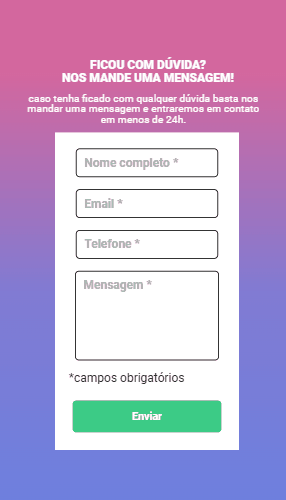 FICOU COM DÚVIDA?
NOS MANDE UMA MENSAGEM!
caso tenha ficado com qualquer dúvida basta nos
mandar uma mensagem e entraremos em contato
em menos de 24h.
Nome completo *
Email *
Telefone *
Mensagem *
*campos obrigatórios
Enviar